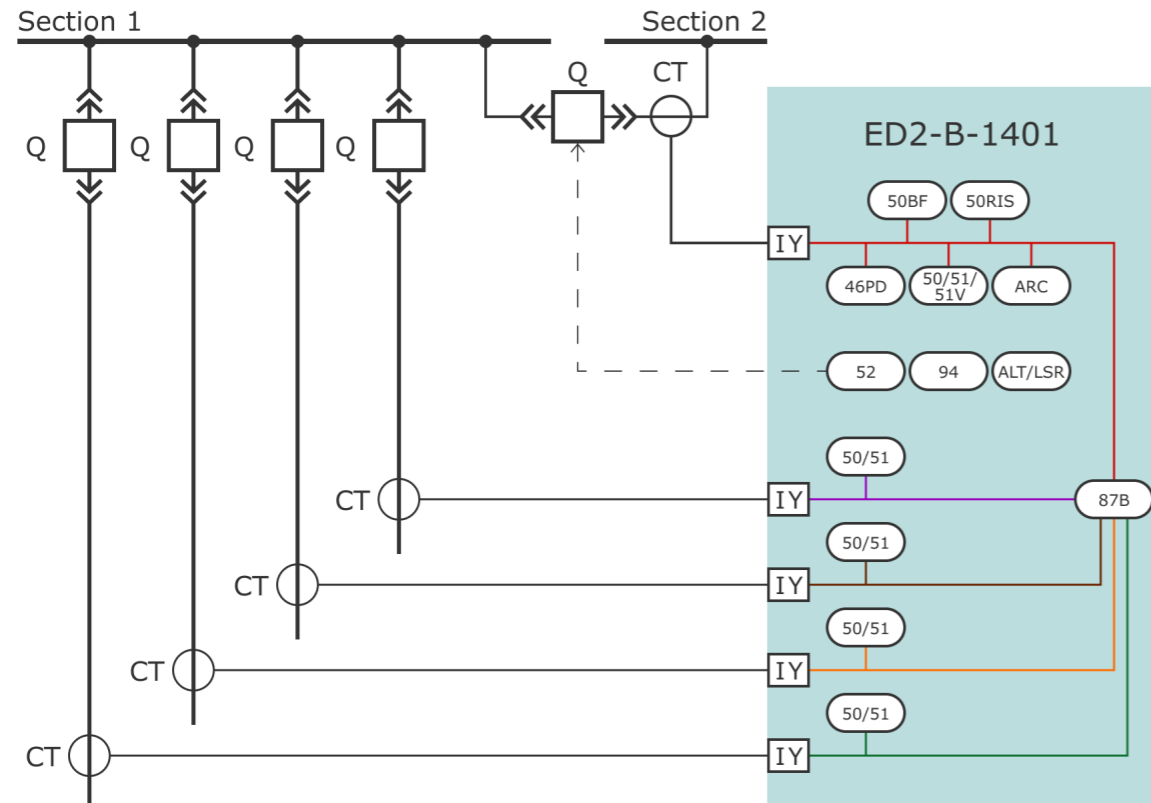 Section 1
Section 2
Q
CT
Q
Q
Q
Q
ED2-B-1401
50BF
50RIS
IY
46PD
50/51/
51V
ARC
52
94
ALT/LSR
50/51
CT
IY
87B
50/51
CT
IY
50/51
CT
IY
50/51
CT
IY